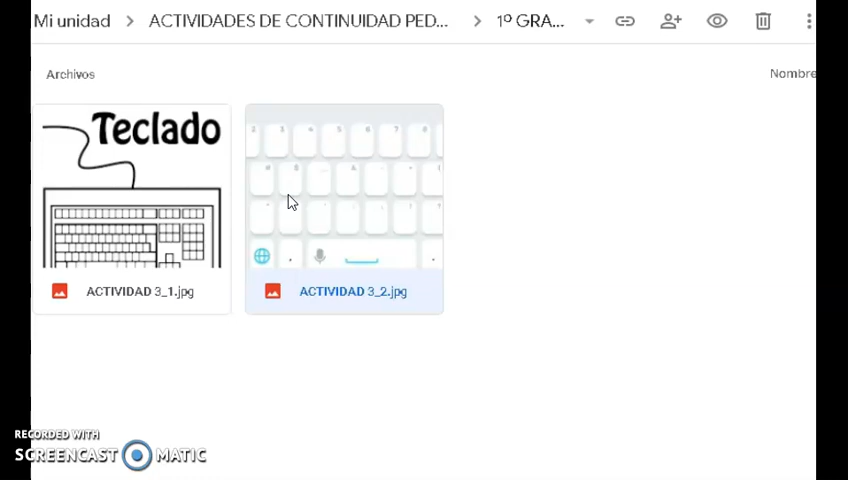 Mi unidad > ACTIVIDADES DE CONTINUIDAD PED... > 1º GRA...
Archivos
Nombre
Teclado
ACTIVIDAD 3_1.jpg
ACTIVIDAD 3_2.jpg
RECORDED WITH
SCREENCAST MATIC